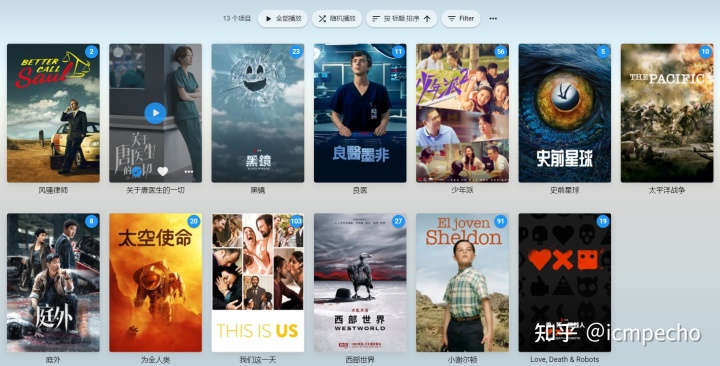 13 个项目
全部播放
随机播放
按 标题 排序
Filter
2
BETTER
CALL
Saul
23
黑镜
11
良醫墨非
56
少年派2
5
史前星球
10
THE PACIFIC
关于
唐医生
的一切
风骚律师
关于唐医生的一切
黑镜
良医
少年派
史前星球
太平洋战争
8
庭外
20
太空使命
103
THIS IS US
27
西部世界
WESTWORLD
91
El joven
Sheldon
19
知乎 @icmpecho
庭外
为全人类
我们这一天
西部世界
小谢尔顿
Love, Death & Robots